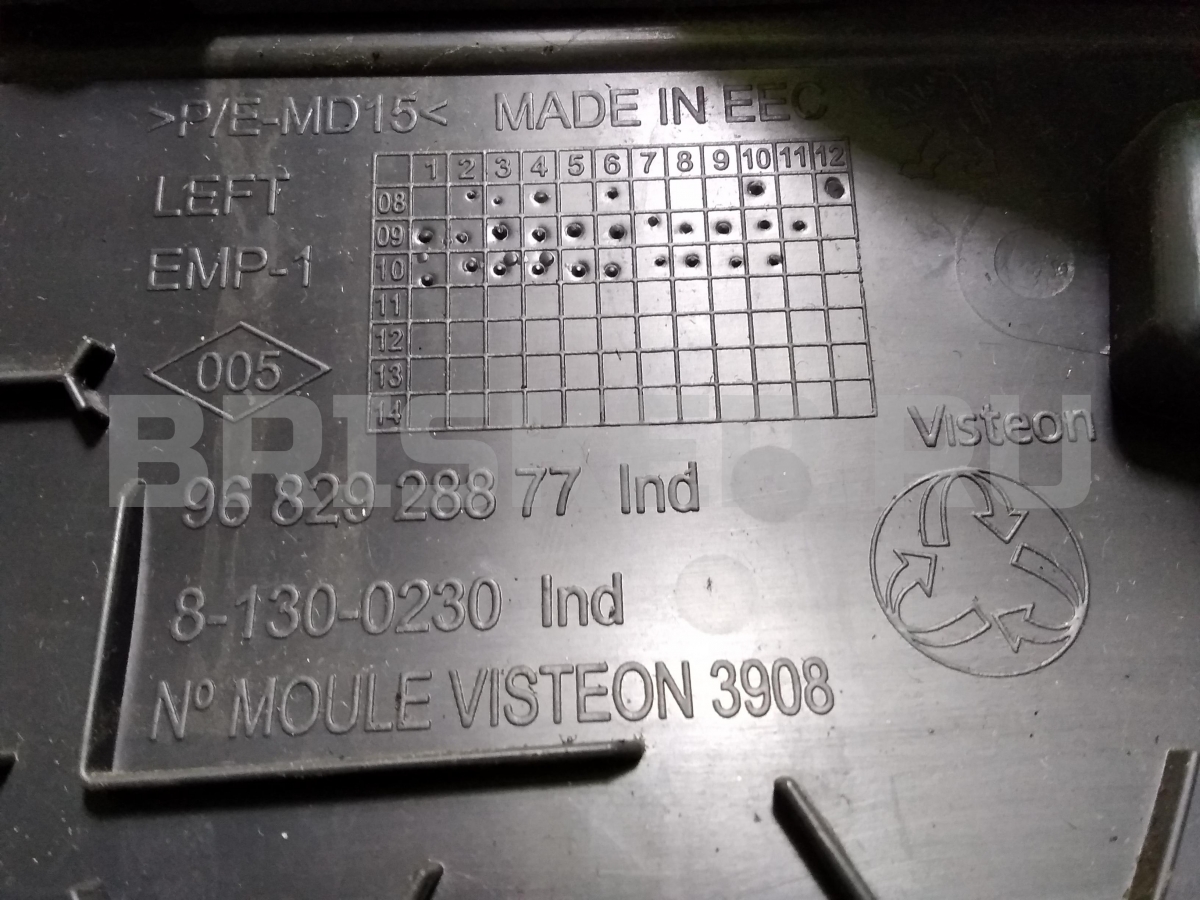 >P/E-MD15< MADE IN EEC
LEFT
EMP-1
1 2 3 4 5 6 7 8 9 10 11 12
08
09
10
11
12
13
14
005
Visteon
96 829 288 77 Ind
8-130-0230 Ind
Nº MOULE VISTEON 3908